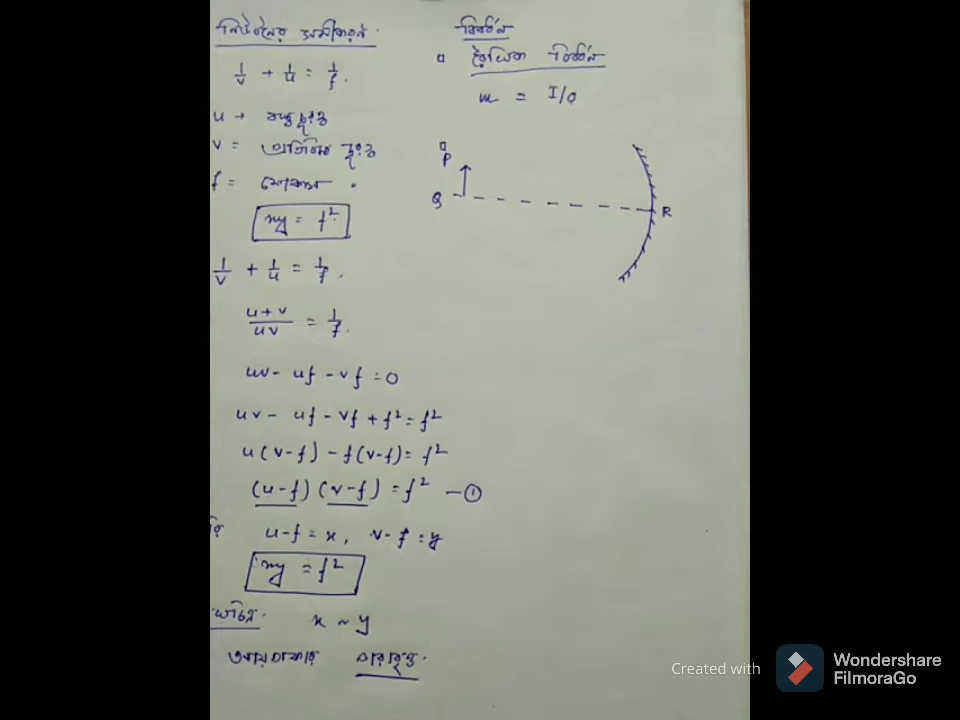 নিউটনের সমীকরণ.
1/v + 1/u = 1/f.
u → বস্তু দূরত্ব
v = প্রতিবিম্ব দূরত্ব
f = ফোকাস .
xy = f²
1/v + 1/u = 1/f.
u+v/uv = 1/f.
uv - uf - vf = 0
uv - uf - vf + f² = f²
u(v-f) - f(v-f) = f²
(u-f)(v-f) = f² —①
u-f = x, v-f = y
xy = f²
x ~ y
আয়তাকার পরাবৃত্ত.
বিবর্ধন
রৈখিক বিবর্ধন
m = I/O
P
Q
R
Created with
Wondershare
FilmoraGo